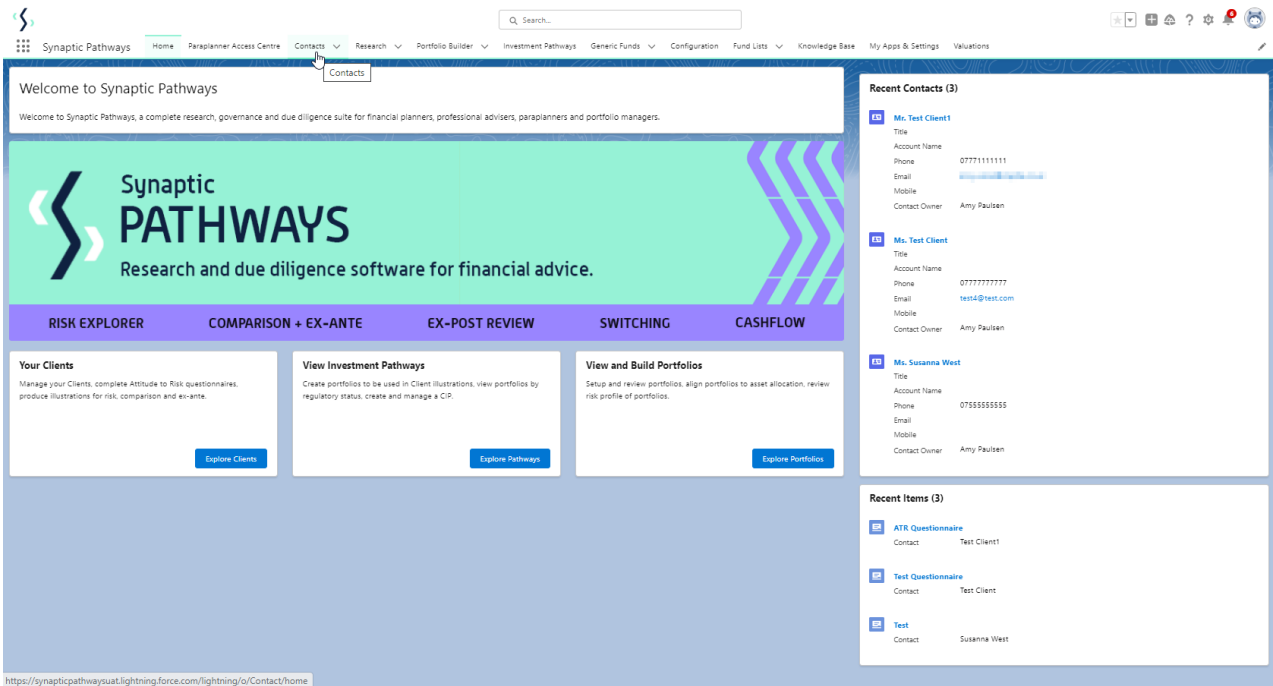 Search...
6
Synaptic Pathways
Home
Paraplanner Access Centre
Contacts
Research
Portfolio Builder
Investment Pathways
Generic Funds
Configuration
Fund Lists
Knowledge Base
My Apps & Settings
Valuations
Contacts
Welcome to Synaptic Pathways
Welcome to Synaptic Pathways, a complete research, governance and due diligence suite for financial planners, professional advisers, paraplanners and portfolio managers.
Synaptic
PATHWAYS
Research and due diligence software for financial advice.
RISK EXPLORER
COMPARISON + EX-ANTE
EX-POST REVIEW
SWITCHING
CASHFLOW
Your Clients
Manage your Clients, complete Attitude to Risk questionnaires,
produce illustrations for risk, comparison and ex-ante.
Explore Clients
View Investment Pathways
Create portfolios to be used in Client illustrations, view portfolios by
regulatory status, create and manage a CIP.
Explore Pathways
View and Build Portfolios
Setup and review portfolios, align portfolios to asset allocation, review
risk profile of portfolios.
Explore Portfolios
Recent Contacts (3)
Mr. Test Client1
Title
Account Name
Phone 07771111111
Email
Mobile
Contact Owner Amy Paulsen
Ms. Test Client
Title
Account Name
Phone 07777777777
Email test4@test.com
Mobile
Contact Owner Amy Paulsen
Ms. Susanna West
Title
Account Name
Phone 07555555555
Email
Mobile
Contact Owner Amy Paulsen
Recent Items (3)
ATR Questionnaire
Contact Test Client1
Test Questionnaire
Contact Test Client
Test
Contact Susanna West
https://synapticpathwaysuat.lightning.force.com/lightning/o/Contact/home